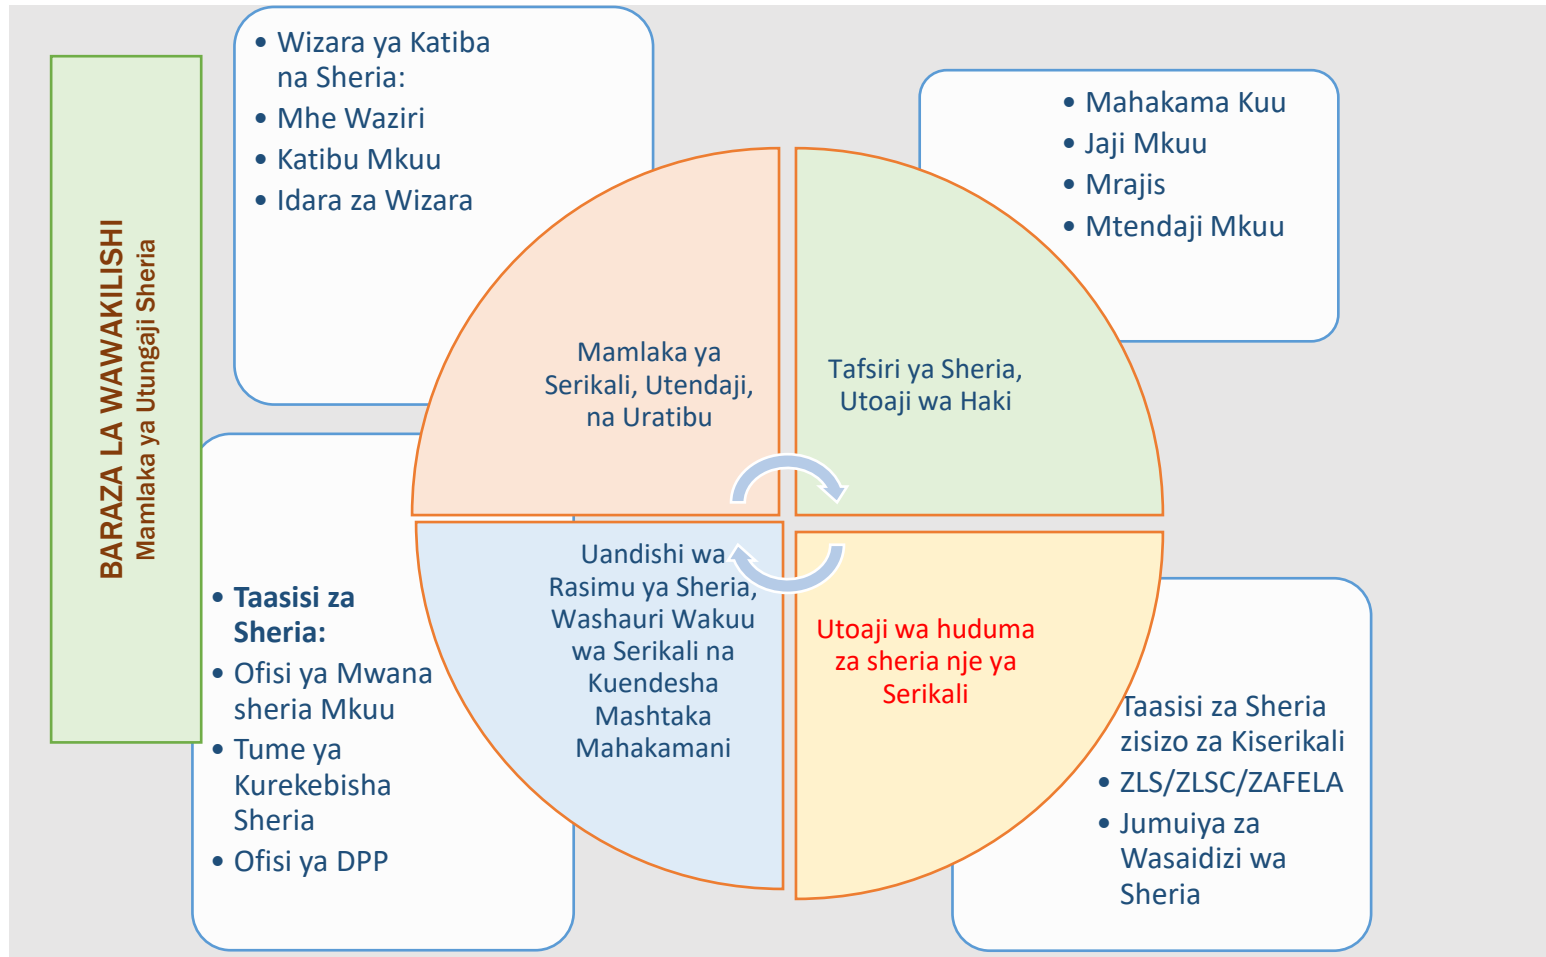 BARAZA LA WAWAKILISHI
Mamlaka ya Utungaji Sheria
• Wizara ya Katiba
na Sheria:
• Mhe Waziri
• Katibu Mkuu
• Idara za Wizara
• Mahakama Kuu
• Jaji Mkuu
• Mrajis
• Mtendaji Mkuu
Mamlaka ya
Serikali, Utendaji,
na Uratibu
Tafsiri ya Sheria,
Utoaji wa Haki
• Taasisi za
Sheria:
• Ofisi ya Mwana
sheria Mkuu
• Tume ya
Kurekebisha
Sheria
• Ofisi ya DPP
Uandishi wa
Rasimu ya Sheria,
Washauri Wakuu
wa Serikali na
Kuendesha
Mashtaka
Mahakamani
Utoaji wa huduma
za sheria nje ya
Serikali
Taasisi za Sheria
zisizo za Kiserikali
• ZLS/ZLSC/ZAFELA
• Jumuiya za
Wasaidizi wa
Sheria